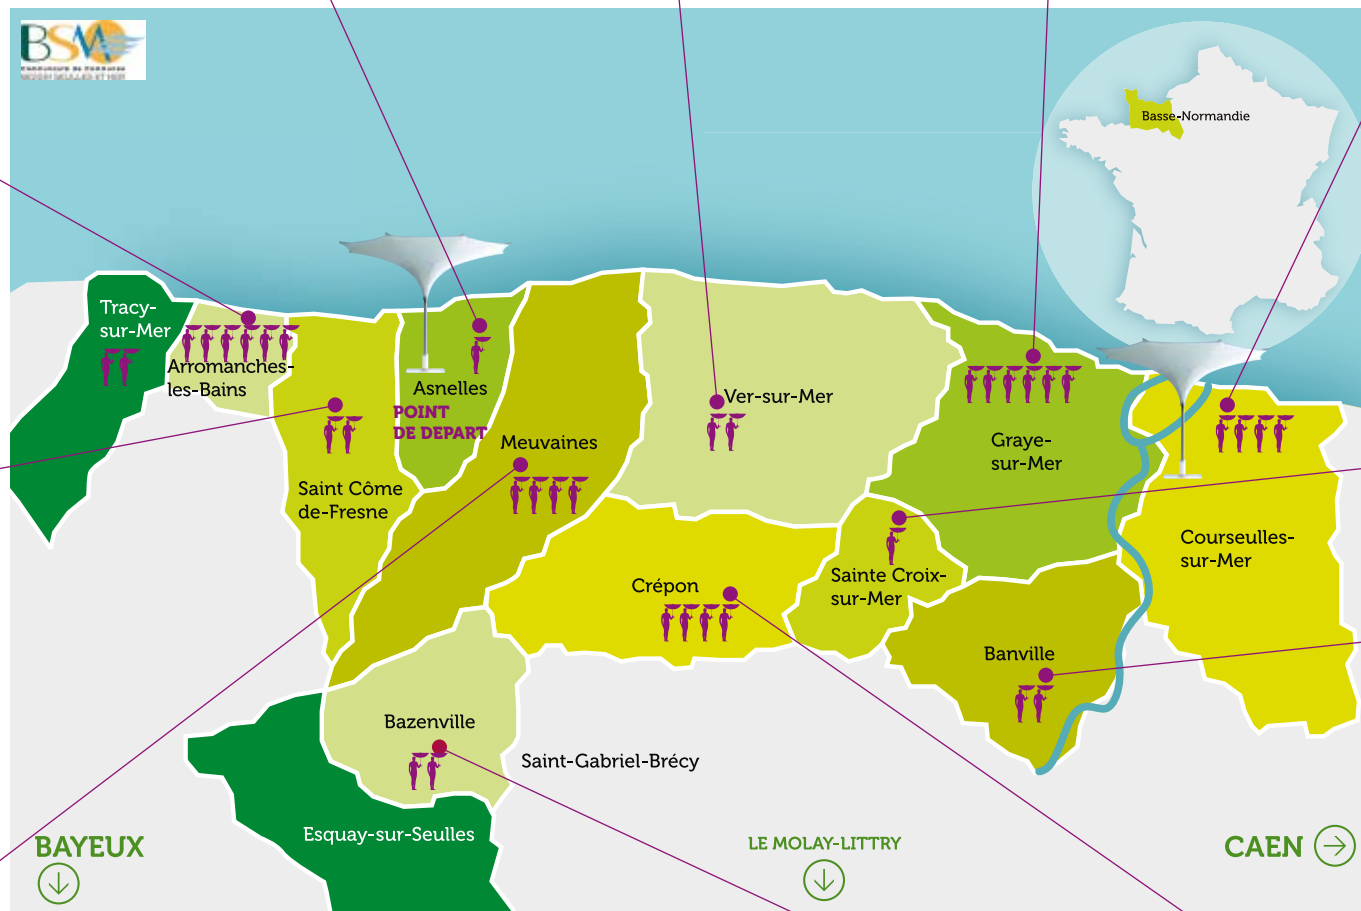 BSM
Basse-Normandie
Tracy-
sur-Mer
Arromanches-
les-Bains
Asnelles
POINT
DE DEPART
Saint Côme
de-Fresne
Meuvaines
Ver-sur-Mer
Graye-
sur-Mer
Courseulles-
sur-Mer
Crépon
Sainte Croix-
sur-Mer
Banville
Bazenville
Saint-Gabriel-Brécy
Esquay-sur-Seulles
BAYEUX
LE MOLAY-LITTRY
CAEN